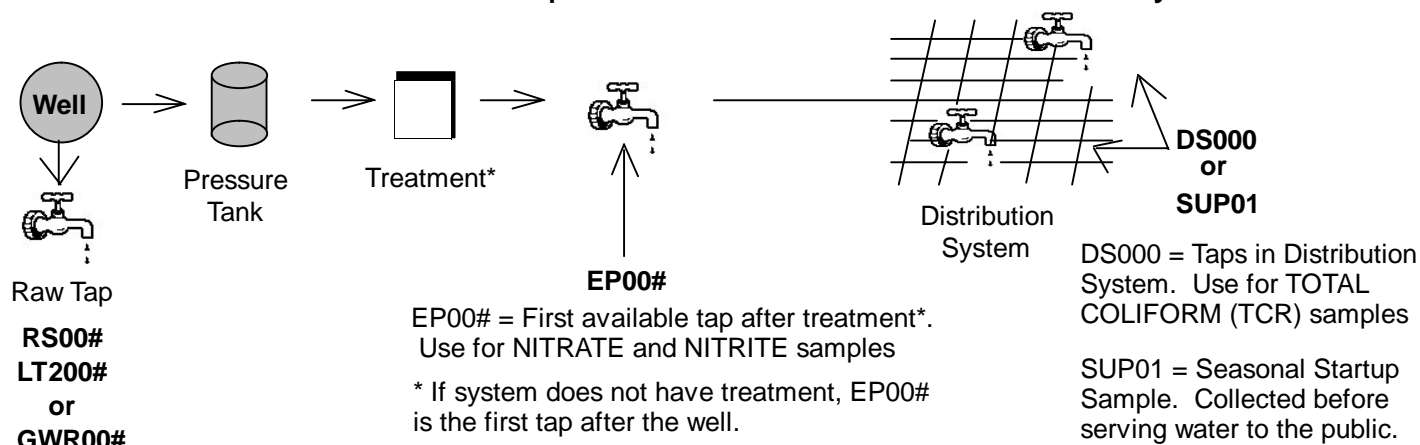 Well
Pressure
Tank
Treatment*
Raw Tap
RS00#
LT200#
or
GWR00#
EP00#
EP00# = First available tap after treatment*.
Use for NITRATE and NITRITE samples
* If system does not have treatment, EP00#
is the first tap after the well.
Distribution
System
DS000
or
SUP01
DS000 = Taps in Distribution
System. Use for TOTAL
COLIFORM (TCR) samples
SUP01 = Seasonal Startup
Sample. Collected before
serving water to the public.